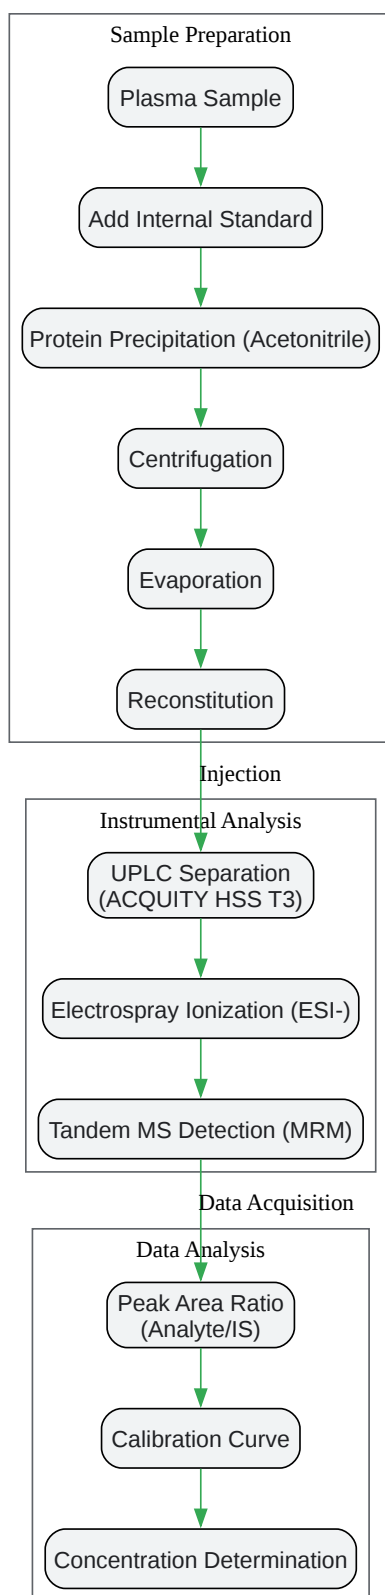 Sample Preparation
Plasma Sample
Add Internal Standard
Protein Precipitation (Acetonitrile)
Centrifugation
Evaporation
Reconstitution
Injection
Instrumental Analysis
UPLC Separation
(ACQUITY HSS T3)
Electrospray Ionization (ESI-)
Tandem MS Detection (MRM)
Data Acquisition
Data Analysis
Peak Area Ratio
(Analyte/IS)
Calibration Curve
Concentration Determination